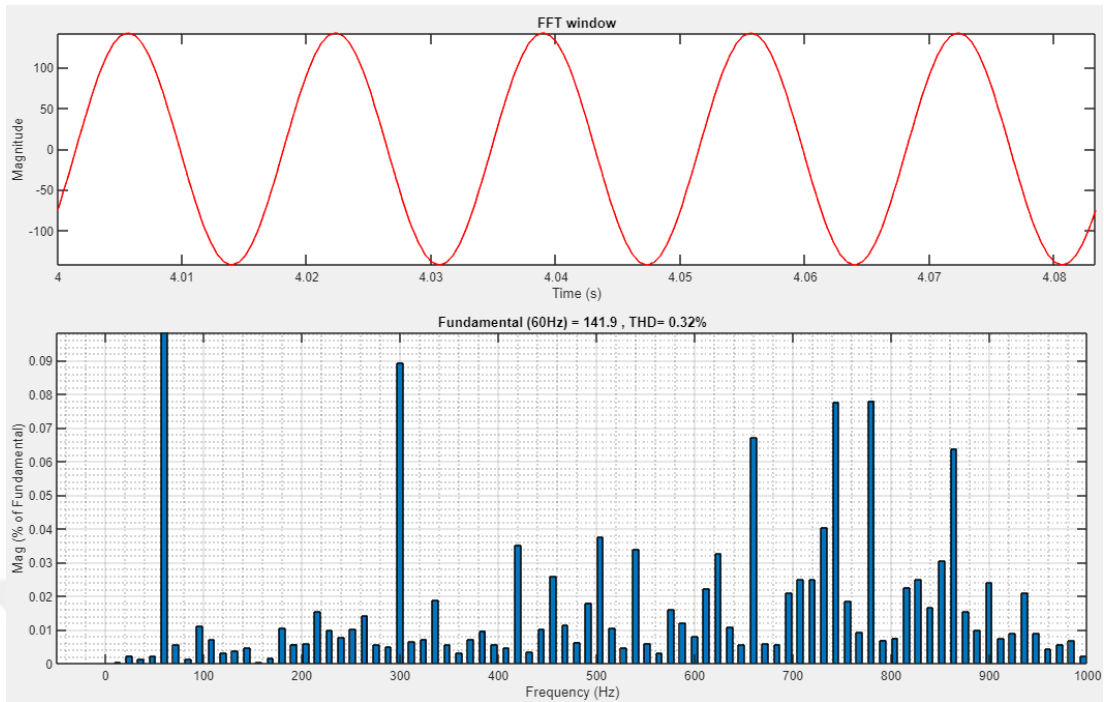 FFT window
100
50
0
-50
-100
Magnitude
4 4.01 4.02 4.03 4.04 4.05 4.06 4.07 4.08
Time (s)
Fundamental (60Hz) = 141.9 , THD= 0.32%
0.09
0.08
0.07
0.06
0.05
0.04
0.03
0.02
0.01
0
Mag (% of Fundamental)
0 100 200 300 400 500 600 700 800 900 1000
Frequency (Hz)